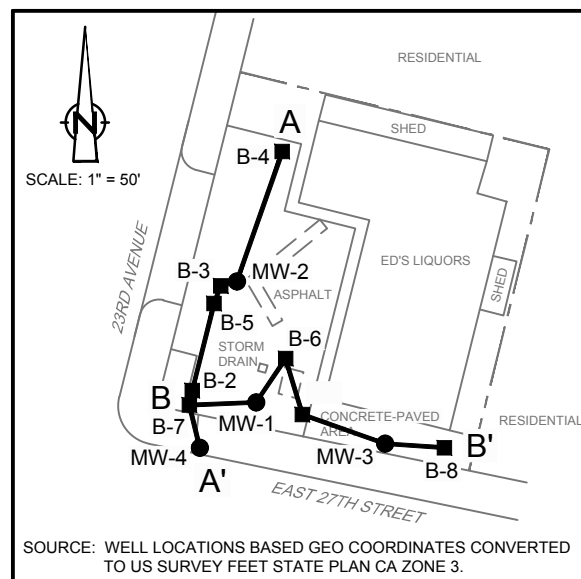 RESIDENTIAL
A
SHED
B-4
N
SCALE: 1" = 50'
23RD AVENUE
ED'S LIQUORS
B-3
MW-2
SHED
ASPHALT
B-5
B-6
STORM
DRAIN
B-2
B
B-7
MW-1
CONCRETE-PAVED
AREA
RESIDENTIAL
B'
MW-3
B-8
MW-4
A'
EAST 27TH STREET
SOURCE: WELL LOCATIONS BASED GEO COORDINATES CONVERTED
TO US SURVEY FEET STATE PLAN CA ZONE 3.